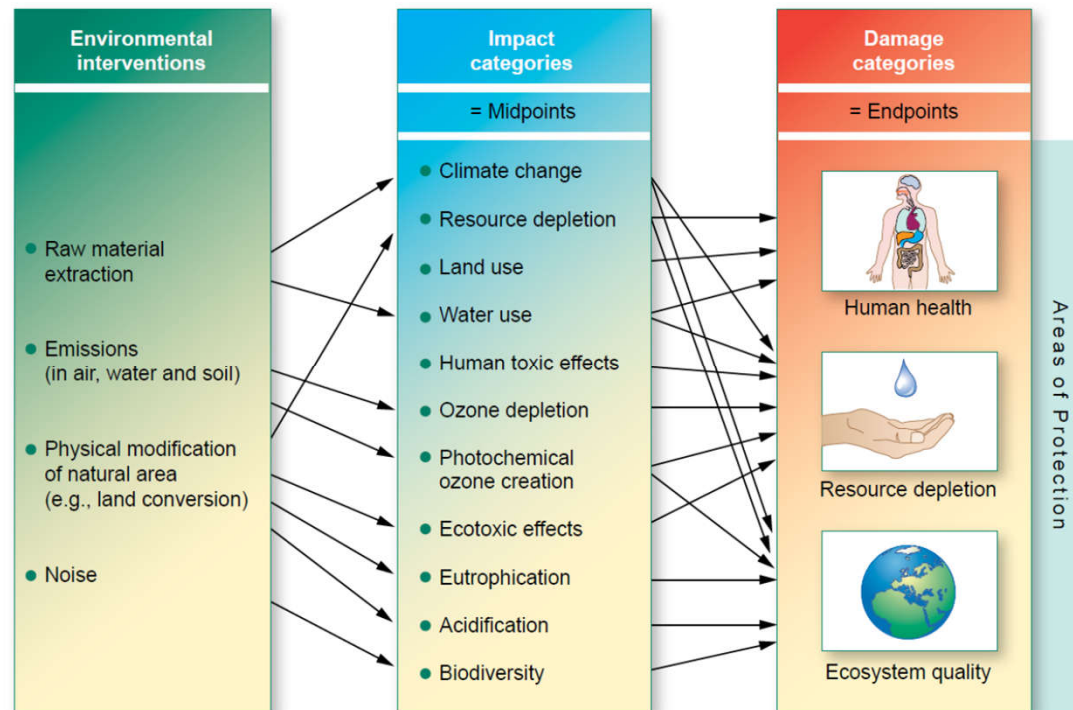 Environmental
interventions
Raw material
extraction
Emissions
(in air, water and soil)
Physical modification
of natural area
(e.g., land conversion)
Noise
Impact
categories
= Midpoints
Climate change
Resource depletion
Land use
Water use
Human toxic effects
Ozone depletion
Photochemical
ozone creation
Ecotoxic effects
Eutrophication
Acidification
Biodiversity
Damage
categories
= Endpoints
Human health
Resource depletion
Ecosystem quality
Areas of Protection